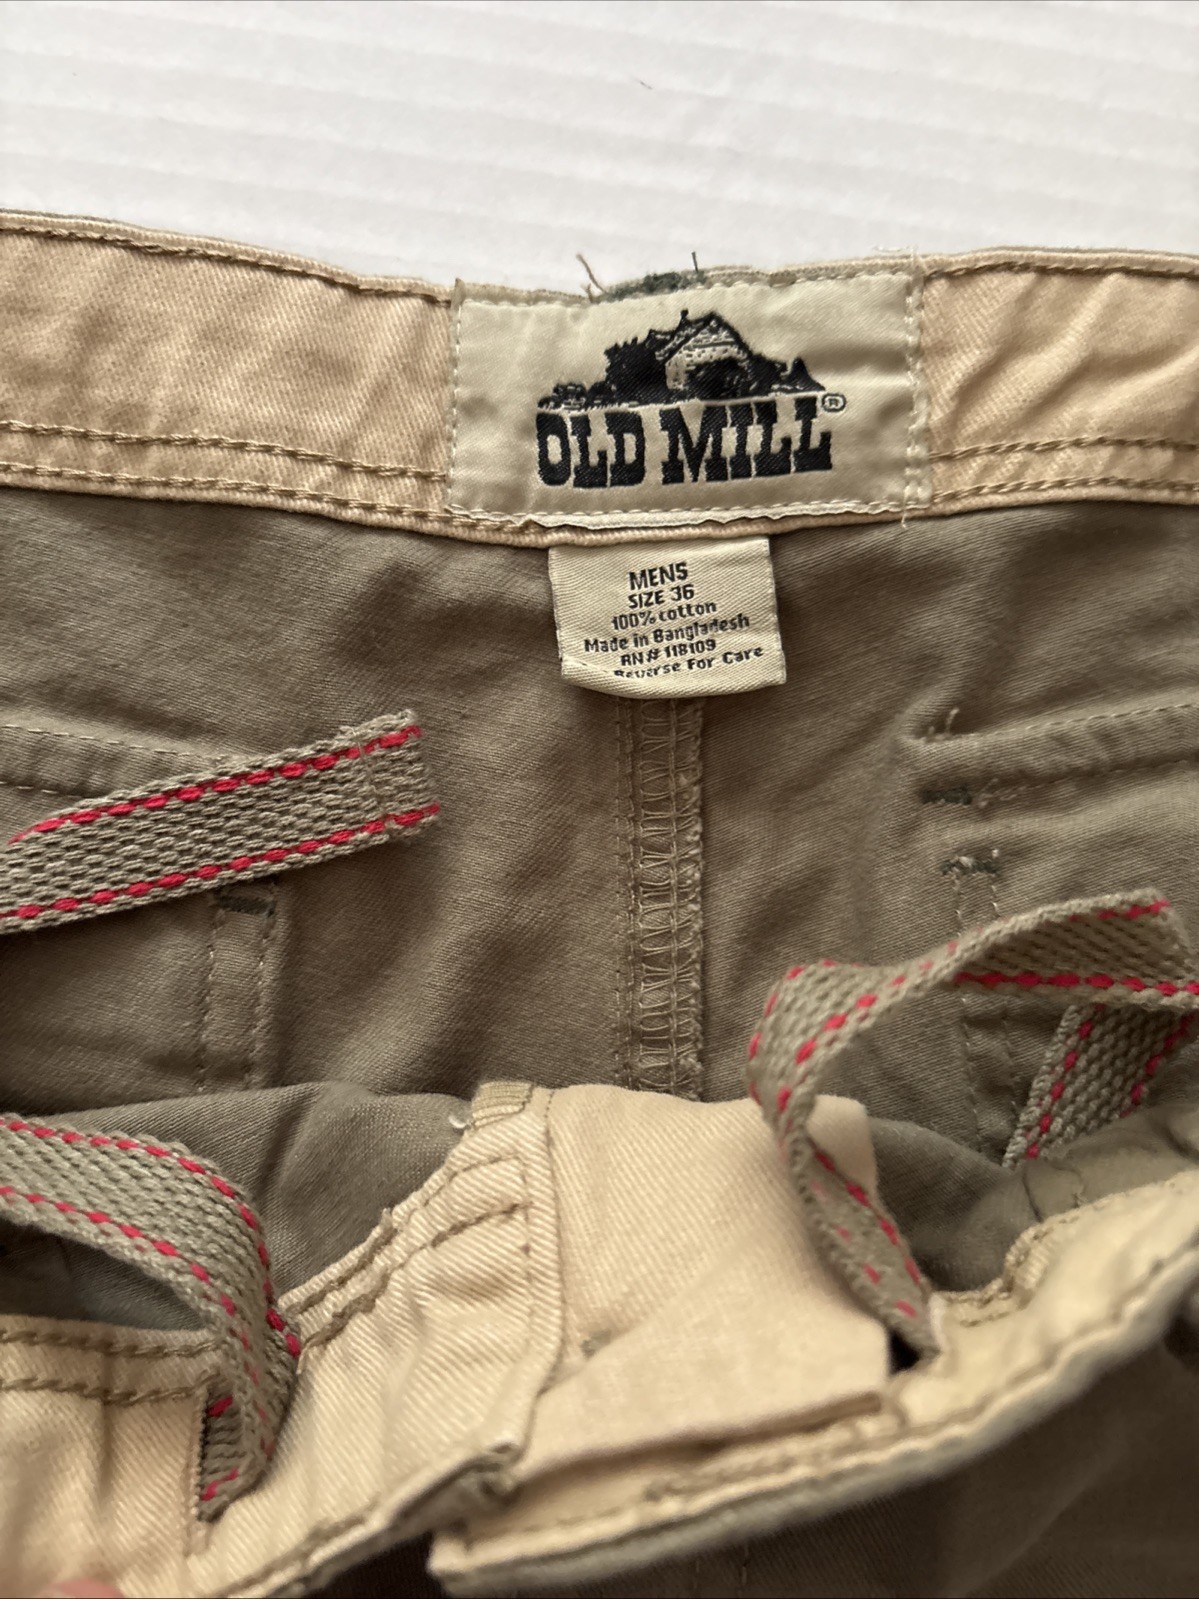 OLD MILL®
MENS
SIZE 36
100% cotton
Made in Bangladesh
RN# 118109
Reverse For Care